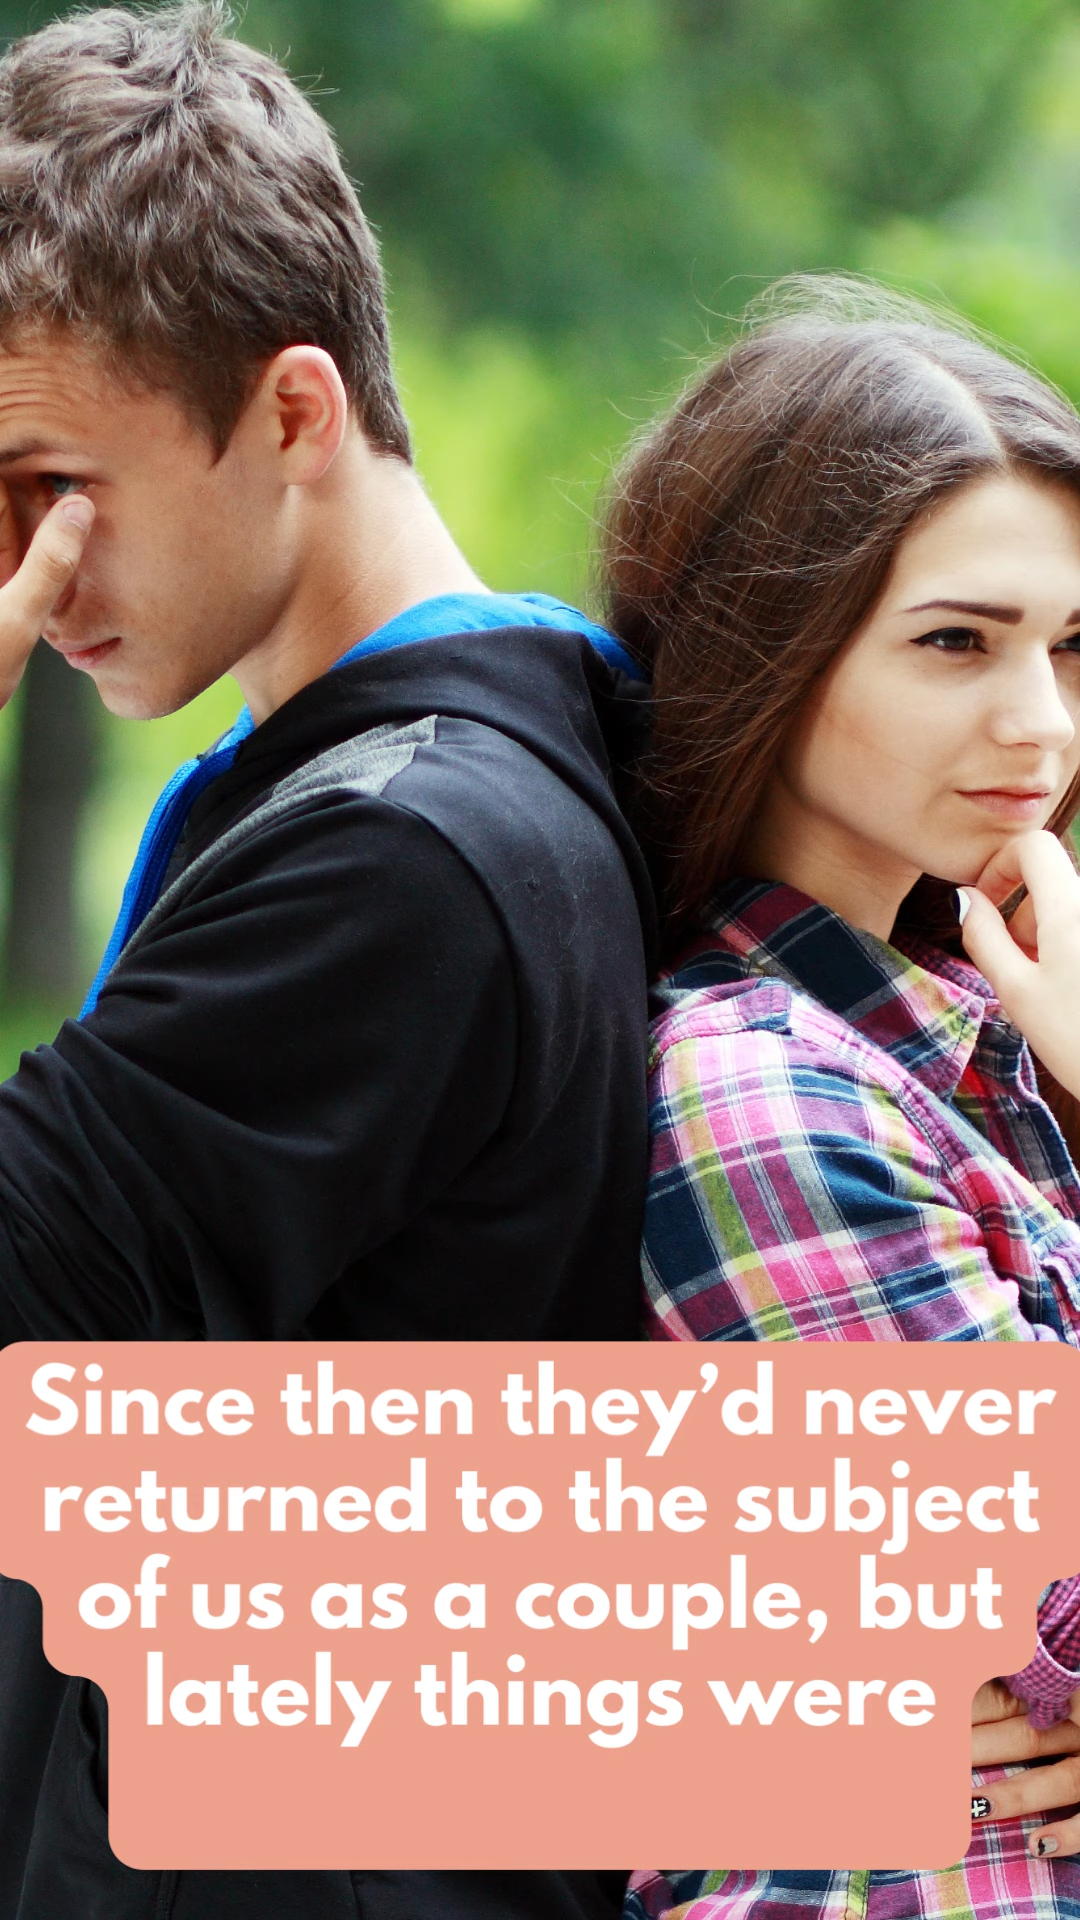 Since then they’d never
returned to the subject
of us as a couple, but
lately things were